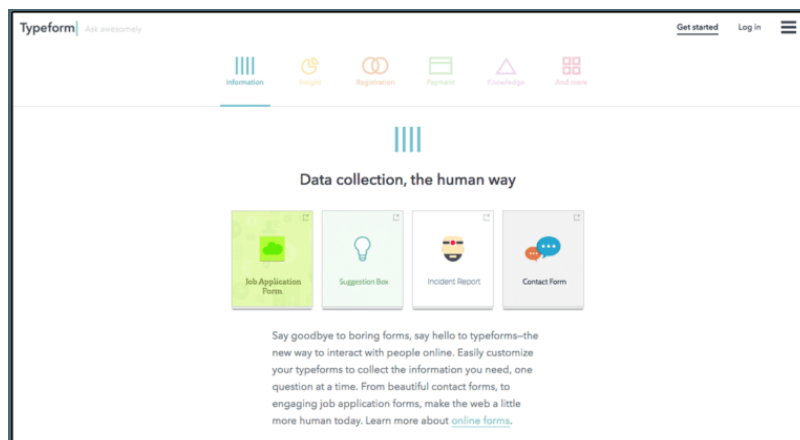 Typeform Ask awesomely Get started Log in
Information Insight Registration Payment Knowledge And more
Data collection, the human way
Job Application Form
Suggestion Box
Incident Report
Contact Form
Say goodbye to boring forms, say hello to typeforms–the
new way to interact with people online. Easily customize
your typeforms to collect the information you need, one
question at a time. From beautiful contact forms, to
engaging job application forms, make the web a little
more human today. Learn more about online forms.